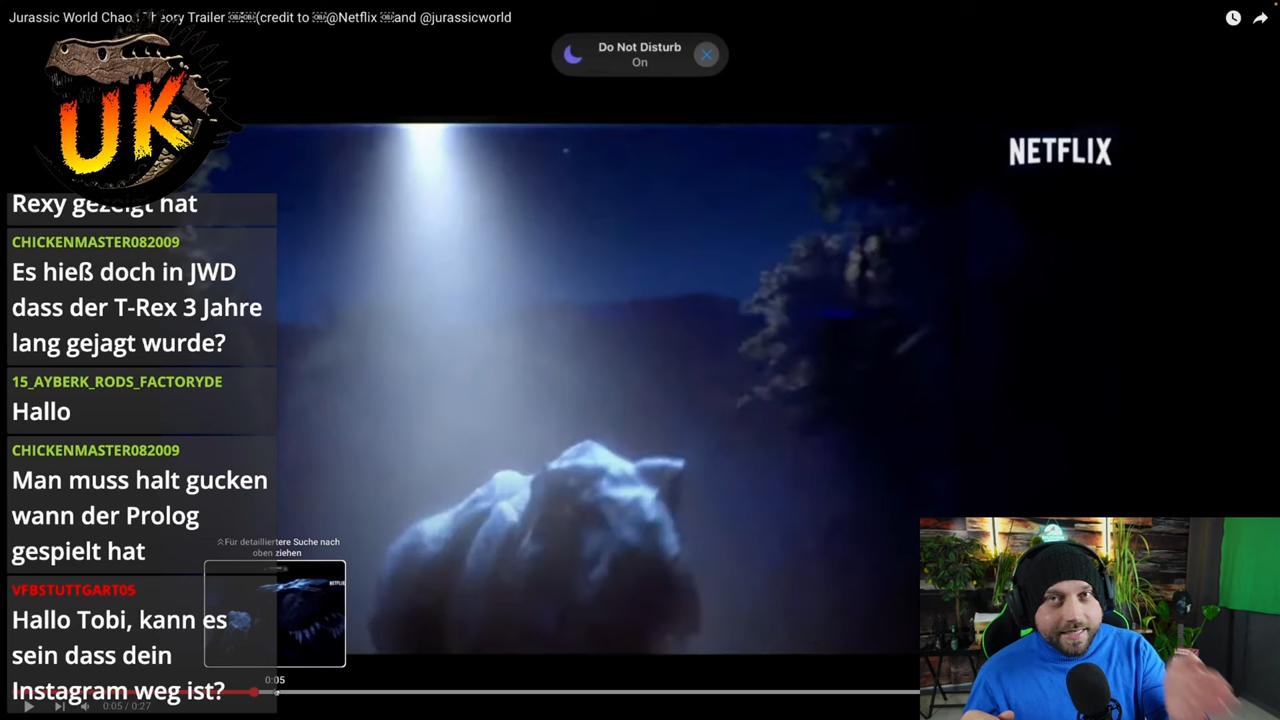 Jurassic World Chaos Theory Trailer (credit to @Netflix and @jurassicworld
Do Not Disturb
On
UK
NETFLIX
Rexy gezeigt hat
CHICKENMASTER082009
Es hieß doch in JWD
dass der T-Rex 3 Jahre
lang gejagt wurde?
15_AYBERK_RODS_FACTORYDE
Hallo
CHICKENMASTER082009
Man muss halt gucken
wann der Prolog
gespielt hat
Für detailliertere Suche nach
oben ziehen
NETFLIX
VFBSTUTTGART05
Hallo Tobi, kann es
sein dass dein
Instagram weg ist?
0:05
0:05 / 0:27